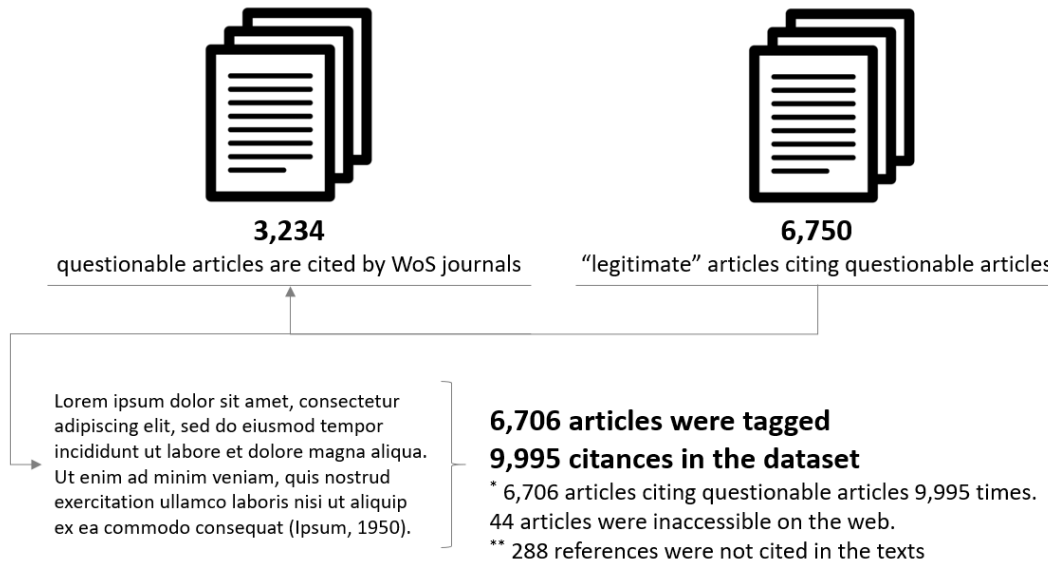 3,234
questionable articles are cited by WoS journals
6,750
“legitimate” articles citing questionable articles
Lorem ipsum dolor sit amet, consectetur
adipiscing elit, sed do eiusmod tempor
incididunt ut labore et dolore magna aliqua.
Ut enim ad minim veniam, quis nostrud
exercitation ullamco laboris nisi ut aliquip
ex ea commodo consequat (Ipsum, 1950).
6,706 articles were tagged
9,995 citances in the dataset
* 6,706 articles citing questionable articles 9,995 times.
44 articles were inaccessible on the web.
** 288 references were not cited in the texts